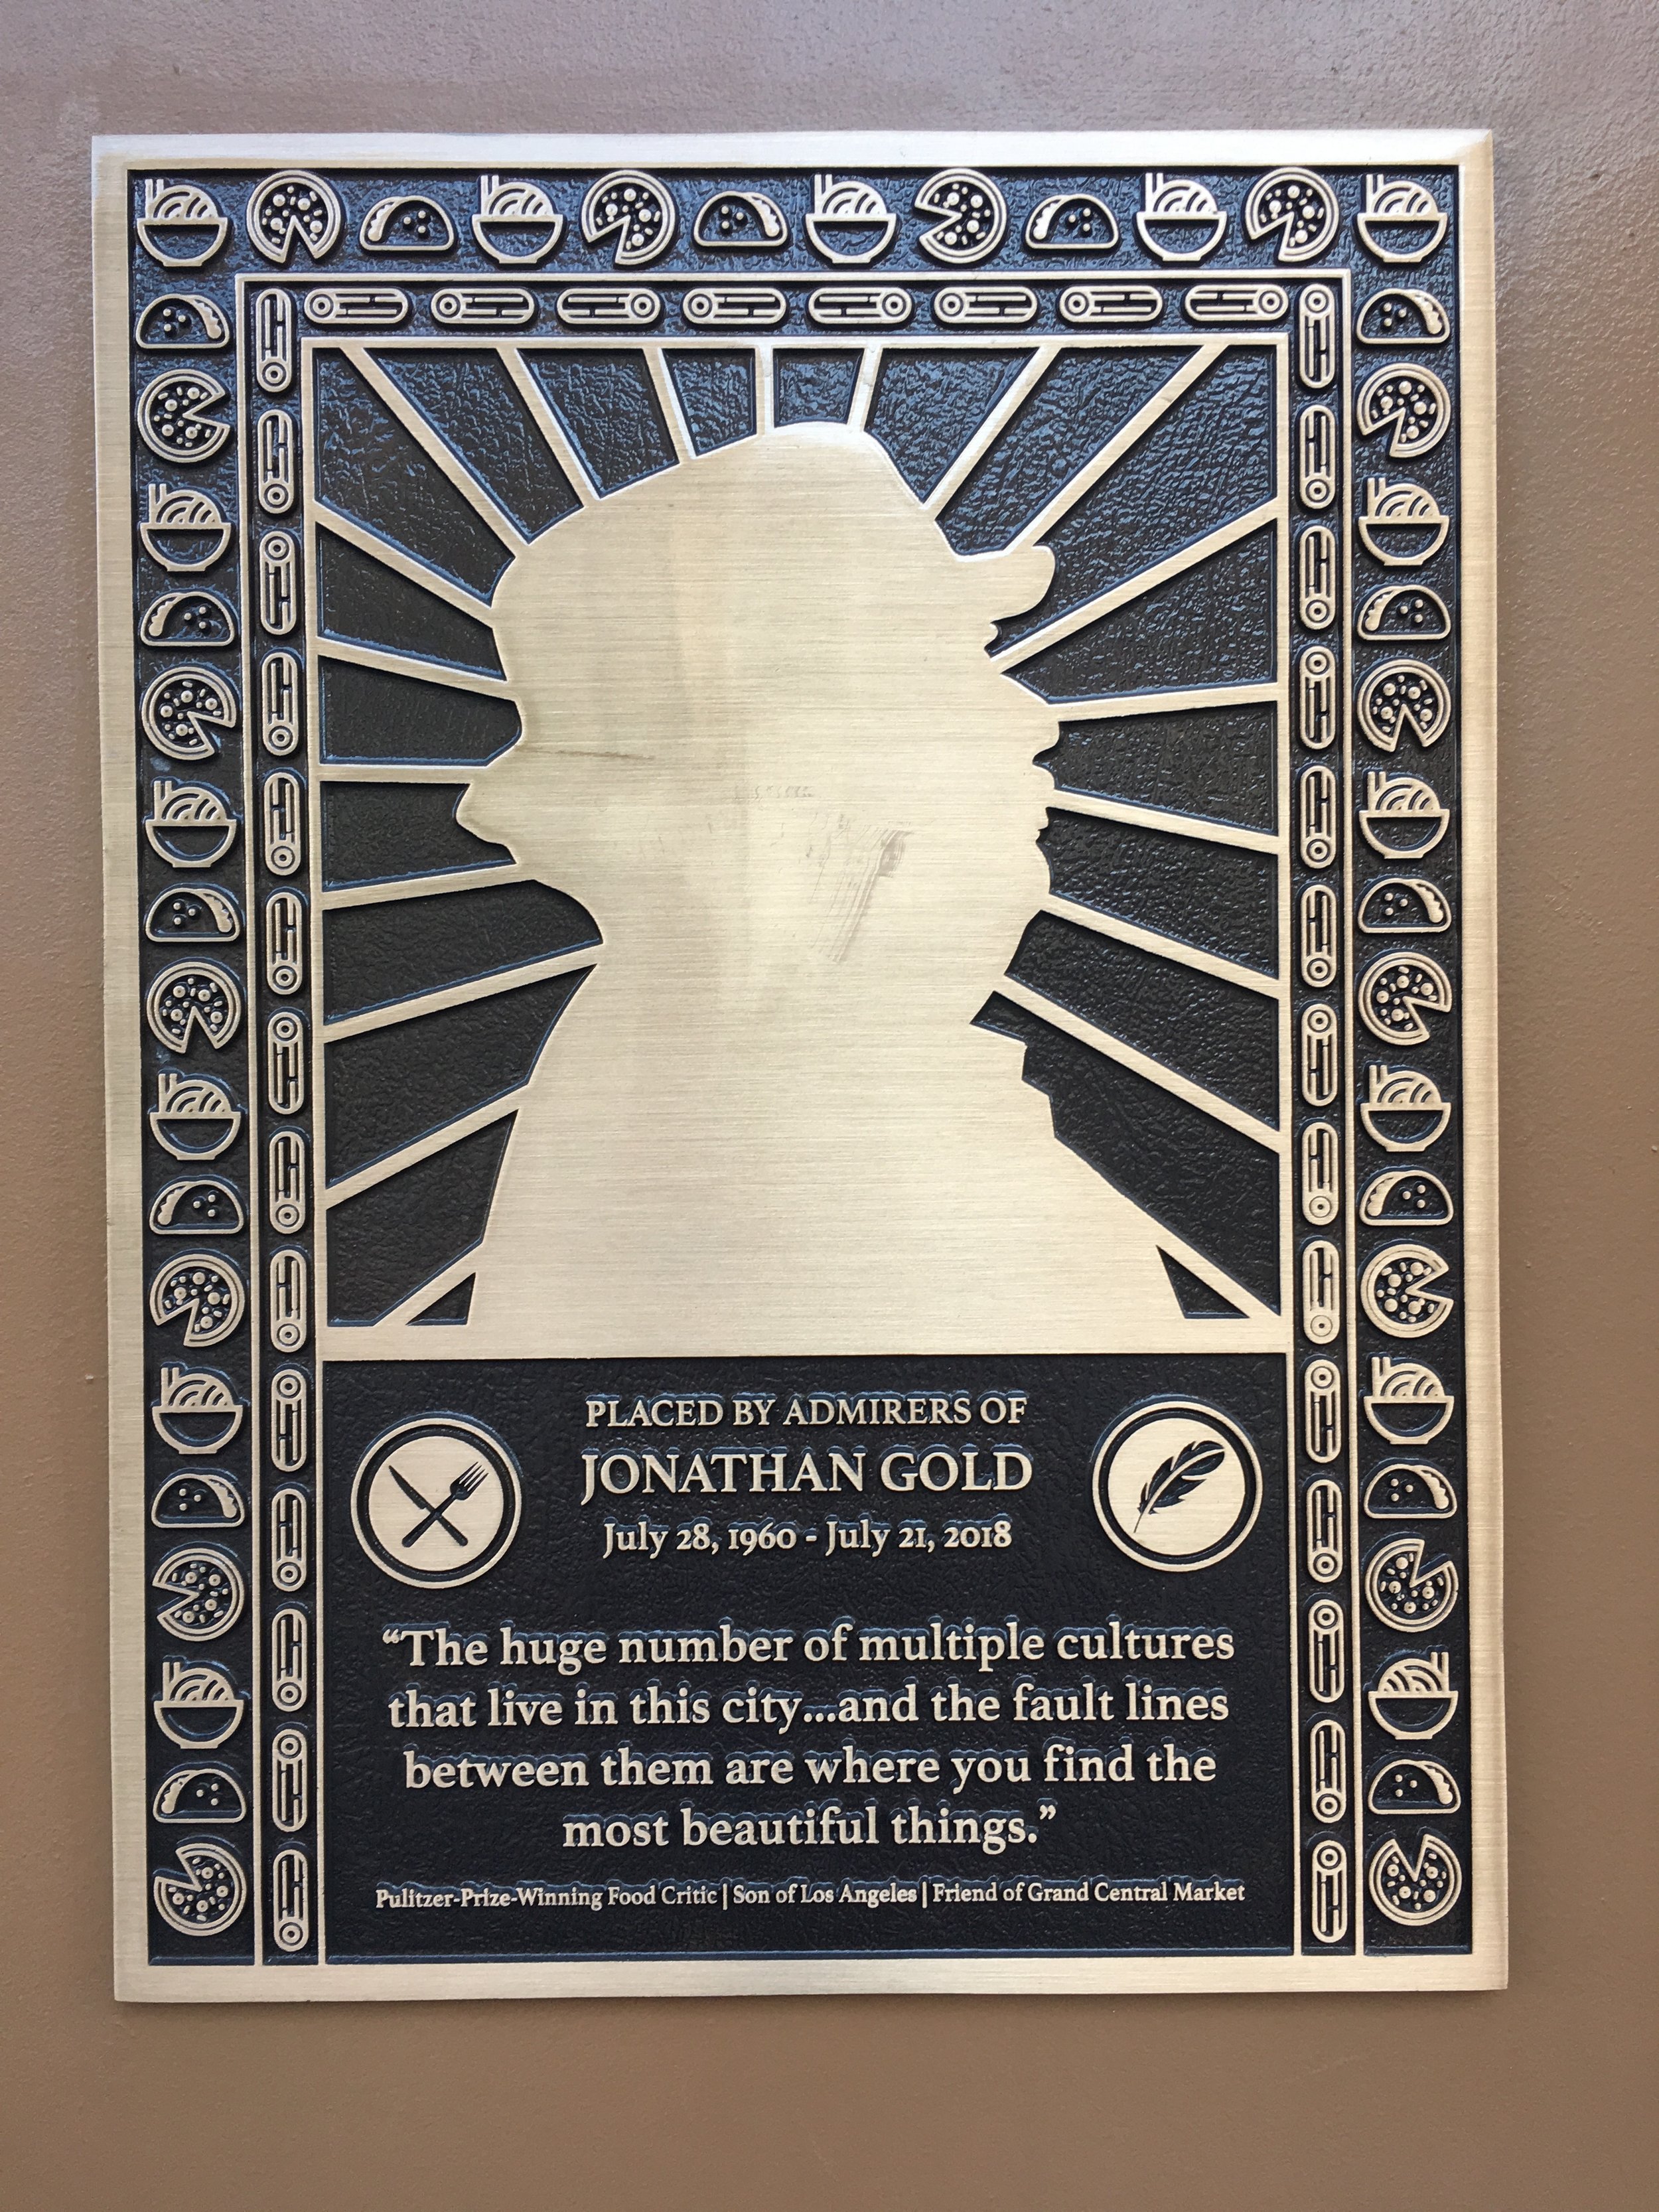 PLACED BY ADMIRERS OF
JONATHAN GOLD
July 28, 1960 - July 21, 2018
“The huge number of multiple cultures
that live in this city...and the fault lines
between them are where you find the
most beautiful things.”
Pulitzer-Prize-Winning Food Critic | Son of Los Angeles | Friend of Grand Central Market